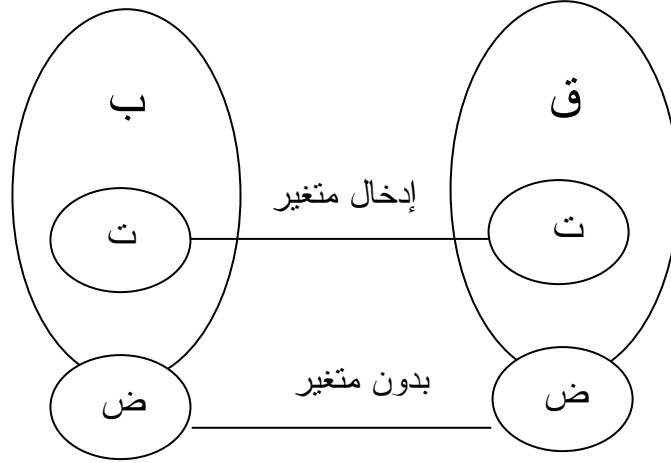 ق
ب
ت
إدخال متغير
ت
ض
بدون متغير
ض